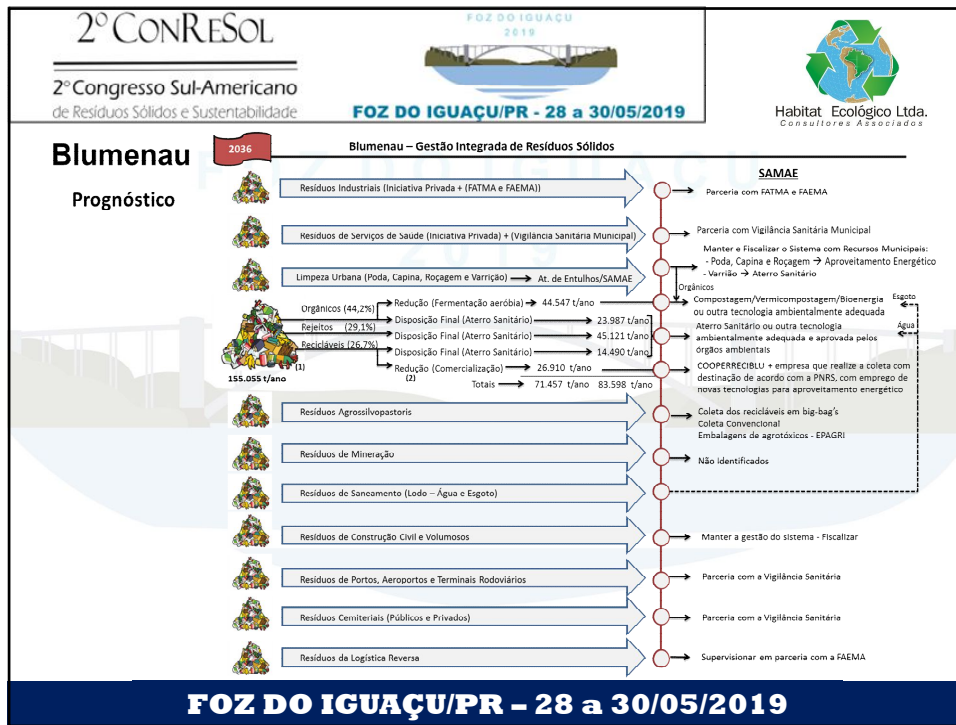 2º CONRESOL
2º Congresso Sul-Americano
de Resíduos Sólidos e Sustentabilidade
FOZ DO IGUAÇU
2019
FOZ DO IGUAÇU/PR - 28 a 30/05/2019
Habitat Ecológico Ltda.
Consultores Associados
Blumenau
Prognóstico
2036
Blumenau – Gestão Integrada de Resíduos Sólidos
SAMAE
Resíduos Industriais (Iniciativa Privada + (FATMA e FAEMA))
Parceria com FATMA e FAEMA
Resíduos de Serviços de Saúde (Iniciativa Privada) + (Vigilância Sanitária Municipal)
Parceria com Vigilância Sanitária Municipal
Limpeza Urbana (Poda, Capina, Roçagem e Varrição) → At. de Entulhos/SAMAE
Manter e Fiscalizar o Sistema com Recursos Municipais:
- Poda, Capina e Roçagem → Aproveitamento Energético
- Varrião → Aterro Sanitário
Orgânicos
Orgânicos (44,2%)
Redução (Fermentação aeróbia) → 44.547 t/ano
Compostagem/Vermicompostagem/Bioenergia
ou outra tecnologia ambientalmente adequada
Esgoto
Disposição Final (Aterro Sanitário) → 23.987 t/ano
Rejeitos (29,1%)
Disposição Final (Aterro Sanitário) → 45.121 t/ano
Recicláveis (26,7%)
Disposição Final (Aterro Sanitário) → 14.490 t/ano
Aterro Sanitário ou outra tecnologia
ambientalmente adequada e aprovada pelos
órgãos ambientais
Água
(1)
155.055 t/ano
Redução (Comercialização) → 26.910 t/ano
(2)
Totais → 71.457 t/ano 83.598 t/ano
COOPERRECIBLU + empresa que realize a coleta com
destinação de acordo com a PNRS, com emprego de
novas tecnologias para aproveitamento energético
Resíduos Agrossilvopastoris
Coleta dos recicláveis em big-bag's
Coleta Convencional
Embalagens de agrotóxicos - EPAGRI
Resíduos de Mineração
Não Identificados
Resíduos de Saneamento (Lodo – Água e Esgoto)
Resíduos de Construção Civil e Volumosos
Manter a gestão do sistema - Fiscalizar
Resíduos de Portos, Aeroportos e Terminais Rodoviários
Parceria com a Vigilância Sanitária
Resíduos Cemiteriais (Públicos e Privados)
Parceria com a Vigilância Sanitária
Resíduos da Logística Reversa
Supervisionar em parceria com a FAEMA
FOZ DO IGUAÇU
2019
FOZ DO IGUAÇU/PR – 28 a 30/05/2019